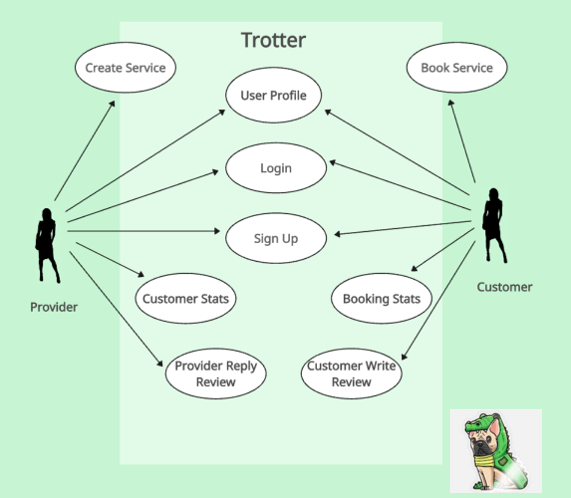 Trotter
Create Service
Book Service
User Profile
Login
Sign Up
Customer Stats
Booking Stats
Provider
Customer
Provider Reply
Review
Customer Write
Review